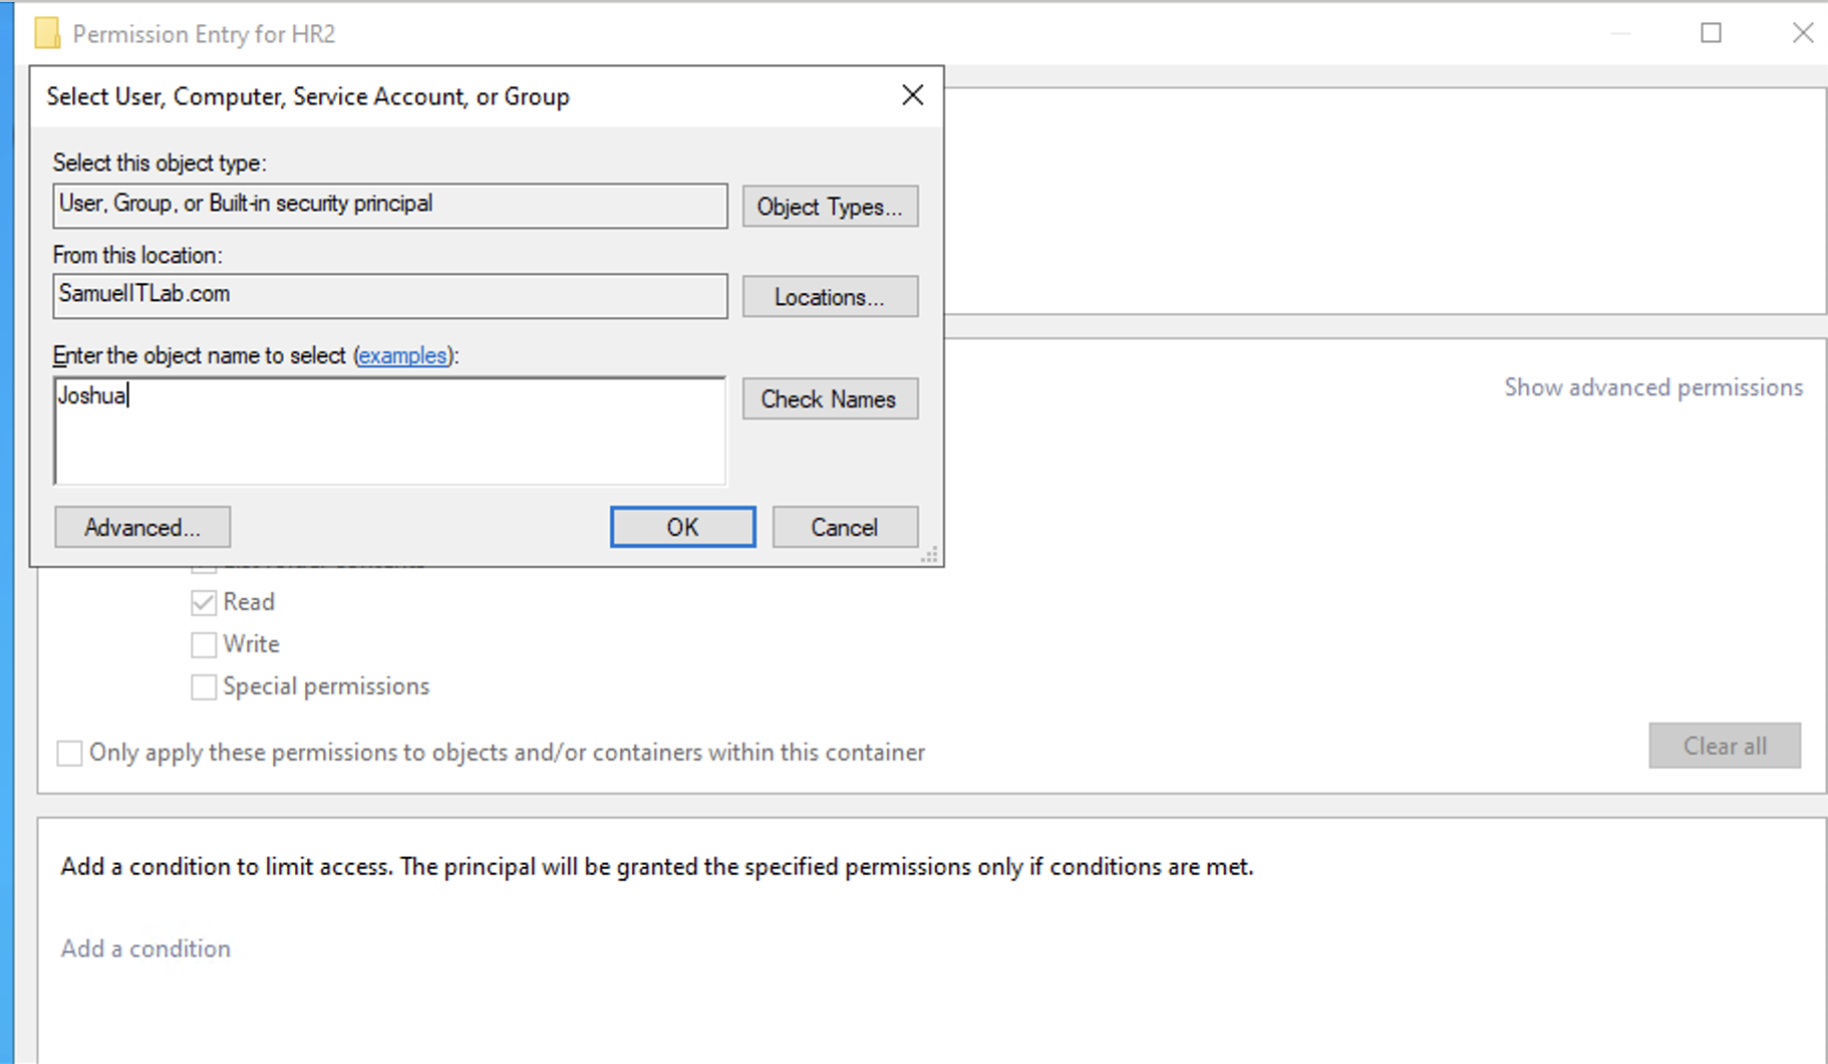 Permission Entry for HR2
Select User, Computer, Service Account, or Group
Select this object type:
User, Group, or Built-in security principal
Object Types...
From this location:
SamuelITLab.com
Locations...
Enter the object name to select (examples):
Joshua
Check Names
Show advanced permissions
Advanced...
OK
Cancel
Read
Write
Special permissions
Only apply these permissions to objects and/or containers within this container
Clear all
Add a condition to limit access. The principal will be granted the specified permissions only if conditions are met.
Add a condition